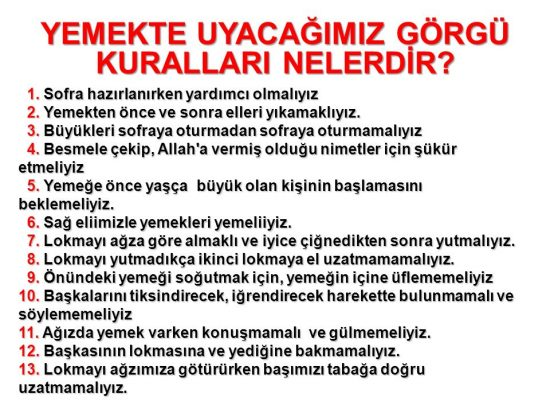 YEMEKTE UYACAĞIMIZ GÖRGÜ
KURALLARI NELERDİR?
1. Sofra hazırlanırken yardımcı olmalıyız
2. Yemekten önce ve sonra elleri yıkamaklıyız.
3. Büyükleri sofraya oturmadan sofraya oturmamalıyız
4. Besmele çekip, Allah'a vermiş olduğu nimetler için şükür
etmeliyiz
5. Yemeğe önce yaşça büyük olan kişinin başlamasını
beklemeliyiz.
6. Sağ eliimizle yemekleri yemeliiyiz.
7. Lokmayı ağza göre almaklı ve iyice çiğnedikten sonra yutmalıyız.
8. Lokmayı yutmadıkça ikinci lokmaya el uzatmamamalıyız.
9. Önündeki yemeği soğutmak için, yemeğin içine üflememeliyiz
10. Başkalarını tiksindirecek, iğrendirecek harekette bulunmamalı ve
söylememeliyiz
11. Ağızda yemek varken konuşmamalı ve gülmemeliyiz.
12. Başkasının lokmasına ve yediğine bakmamalıyız.
13. Lokmayı ağzımıza götürürken başımızı tabağa doğru
uzatmamalıyız.